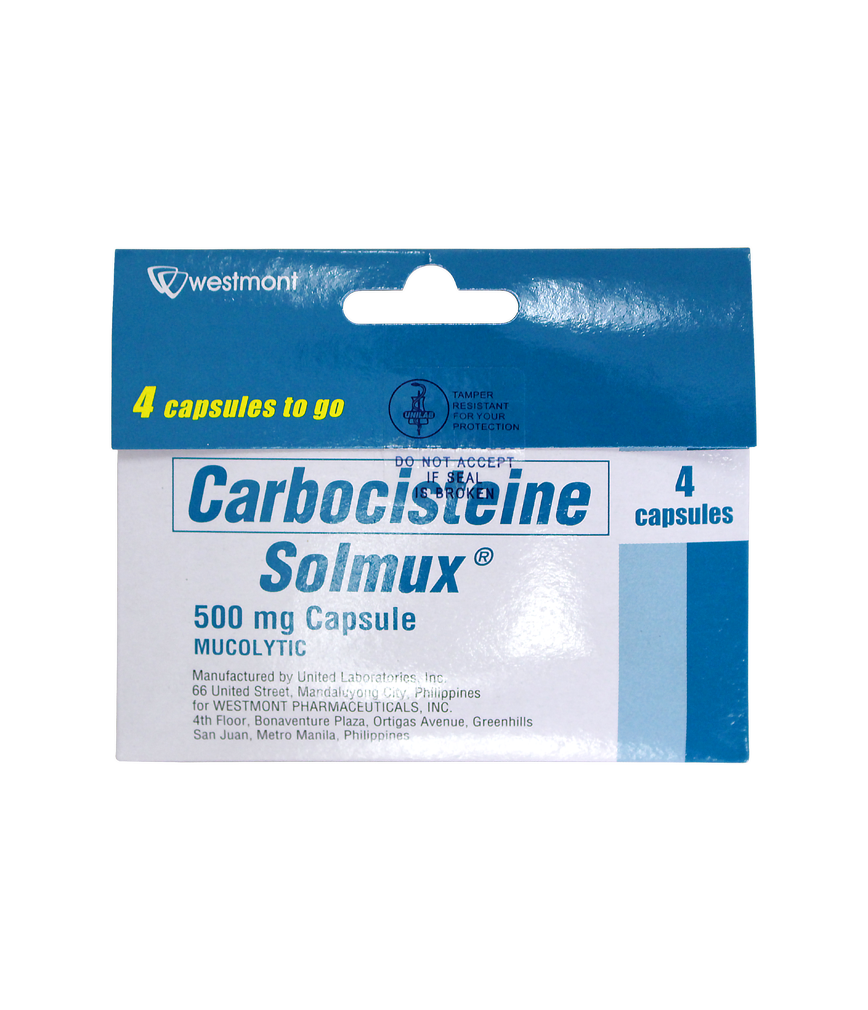 westmont
4 capsules to go
UNILAB
TAMPER
RESISTANT
FOR YOUR
PROTECTION
DO NOT ACCEPT
IF SEAL
IS BROKEN
Carbocisteine
4
capsules
Solmux®
500 mg Capsule
MUCOLYTIC
Manufactured by United Laboratories, Inc.
66 United Street, Mandaluyong City, Philippines
for WESTMONT PHARMACEUTICALS, INC.
4th Floor, Bonaventure Plaza, Ortigas Avenue, Greenhills
San Juan, Metro Manila, Philippines